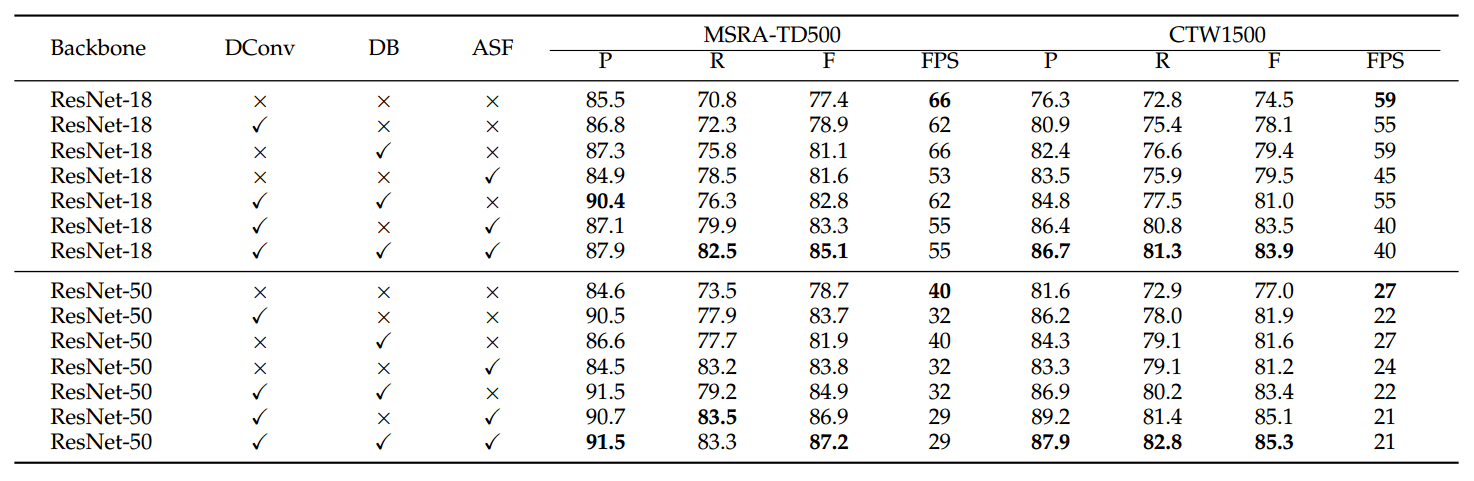 MSRA-TD500 CTW1500
Backbone DConv DB ASF P R F FPS P R F FPS
ResNet-18 × × × 85.5 70.8 77.4 66 76.3 72.8 74.5 59
ResNet-18 ✓ × × 86.8 72.3 78.9 62 80.9 75.4 78.1 55
ResNet-18 × ✓ × 87.3 75.8 81.1 66 82.4 76.6 79.4 59
ResNet-18 × × ✓ 84.9 78.5 81.6 53 83.5 75.9 79.5 45
ResNet-18 ✓ ✓ × 90.4 76.3 82.8 62 84.8 77.5 81.0 55
ResNet-18 ✓ × ✓ 87.1 79.9 83.3 55 86.4 80.8 83.5 40
ResNet-18 ✓ ✓ ✓ 87.9 82.5 85.1 55 86.7 81.3 83.9 40
ResNet-50 × × × 84.6 73.5 78.7 40 81.6 72.9 77.0 27
ResNet-50 ✓ × × 90.5 77.9 83.7 32 86.2 78.0 81.9 22
ResNet-50 × ✓ × 86.6 77.7 81.9 40 84.3 79.1 81.6 27
ResNet-50 × × ✓ 84.5 83.2 83.8 32 83.3 79.1 81.2 24
ResNet-50 ✓ ✓ × 91.5 79.2 84.9 32 86.9 80.2 83.4 22
ResNet-50 ✓ × ✓ 90.7 83.5 86.9 29 89.2 81.4 85.1 21
ResNet-50 ✓ ✓ ✓ 91.5 83.3 87.2 29 87.9 82.8 85.3 21